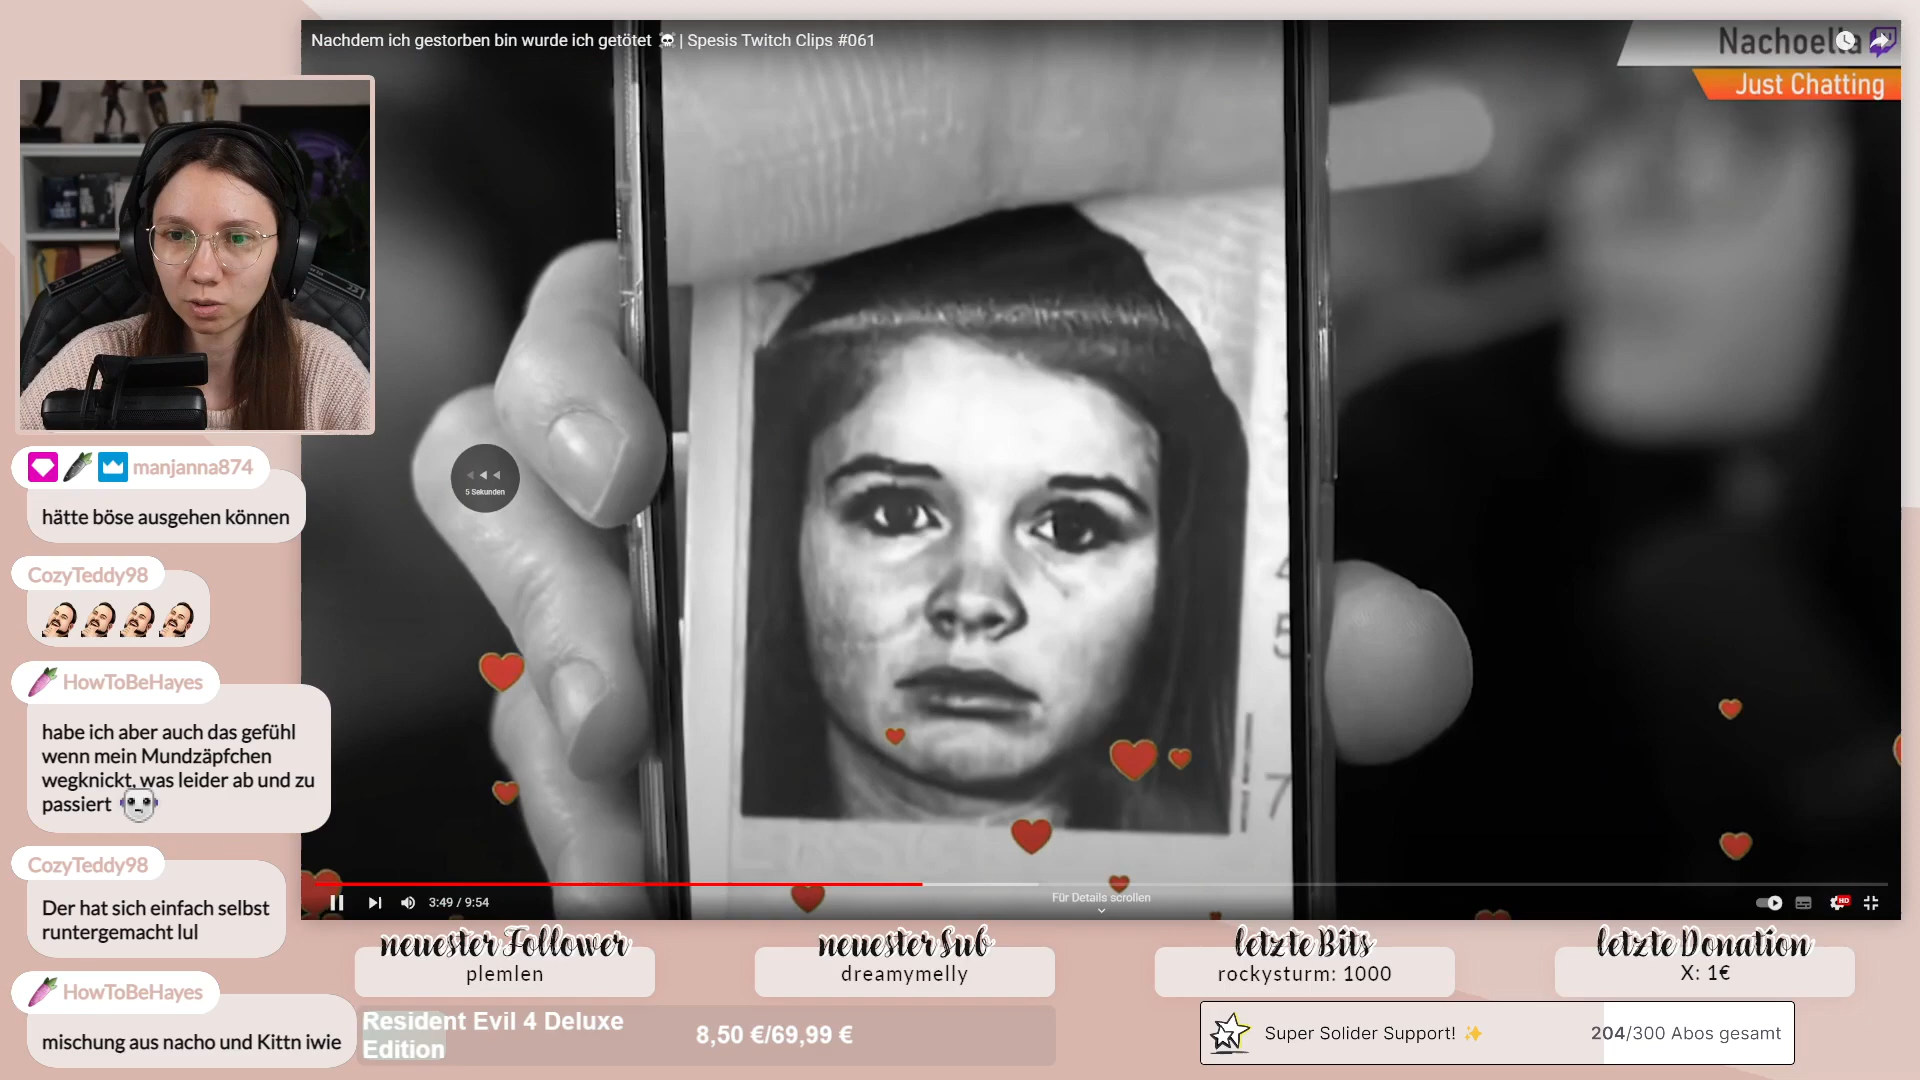 Nachdem ich gestorben bin wurde ich getötet ☠ | Spesis Twitch Clips #061
Nachoella
Just Chatting
manjanna874
hätte böse ausgehen können
CozyTeddy98
HowToBeHayes
habe ich aber auch das gefühl
wenn mein Mundzäpfchen
wegknickt, was leider ab und zu
passiert
CozyTeddy98
Der hat sich einfach selbst
runtergemacht lul
HowToBeHayes
mischung aus nacho und Kittn iwie
5 Sekunden
5
7
3:49 / 9:54
Für Details scrollen
HD
neuester Follower
plemlen
neuester Sub
dreamymelly
letzte Bits
rockysturm: 1000
letzte Donation
X: 1€
Resident Evil 4 Deluxe
Edition
8,50 €/69,99 €
Super Solider Support! ✨
204/300 Abos gesamt